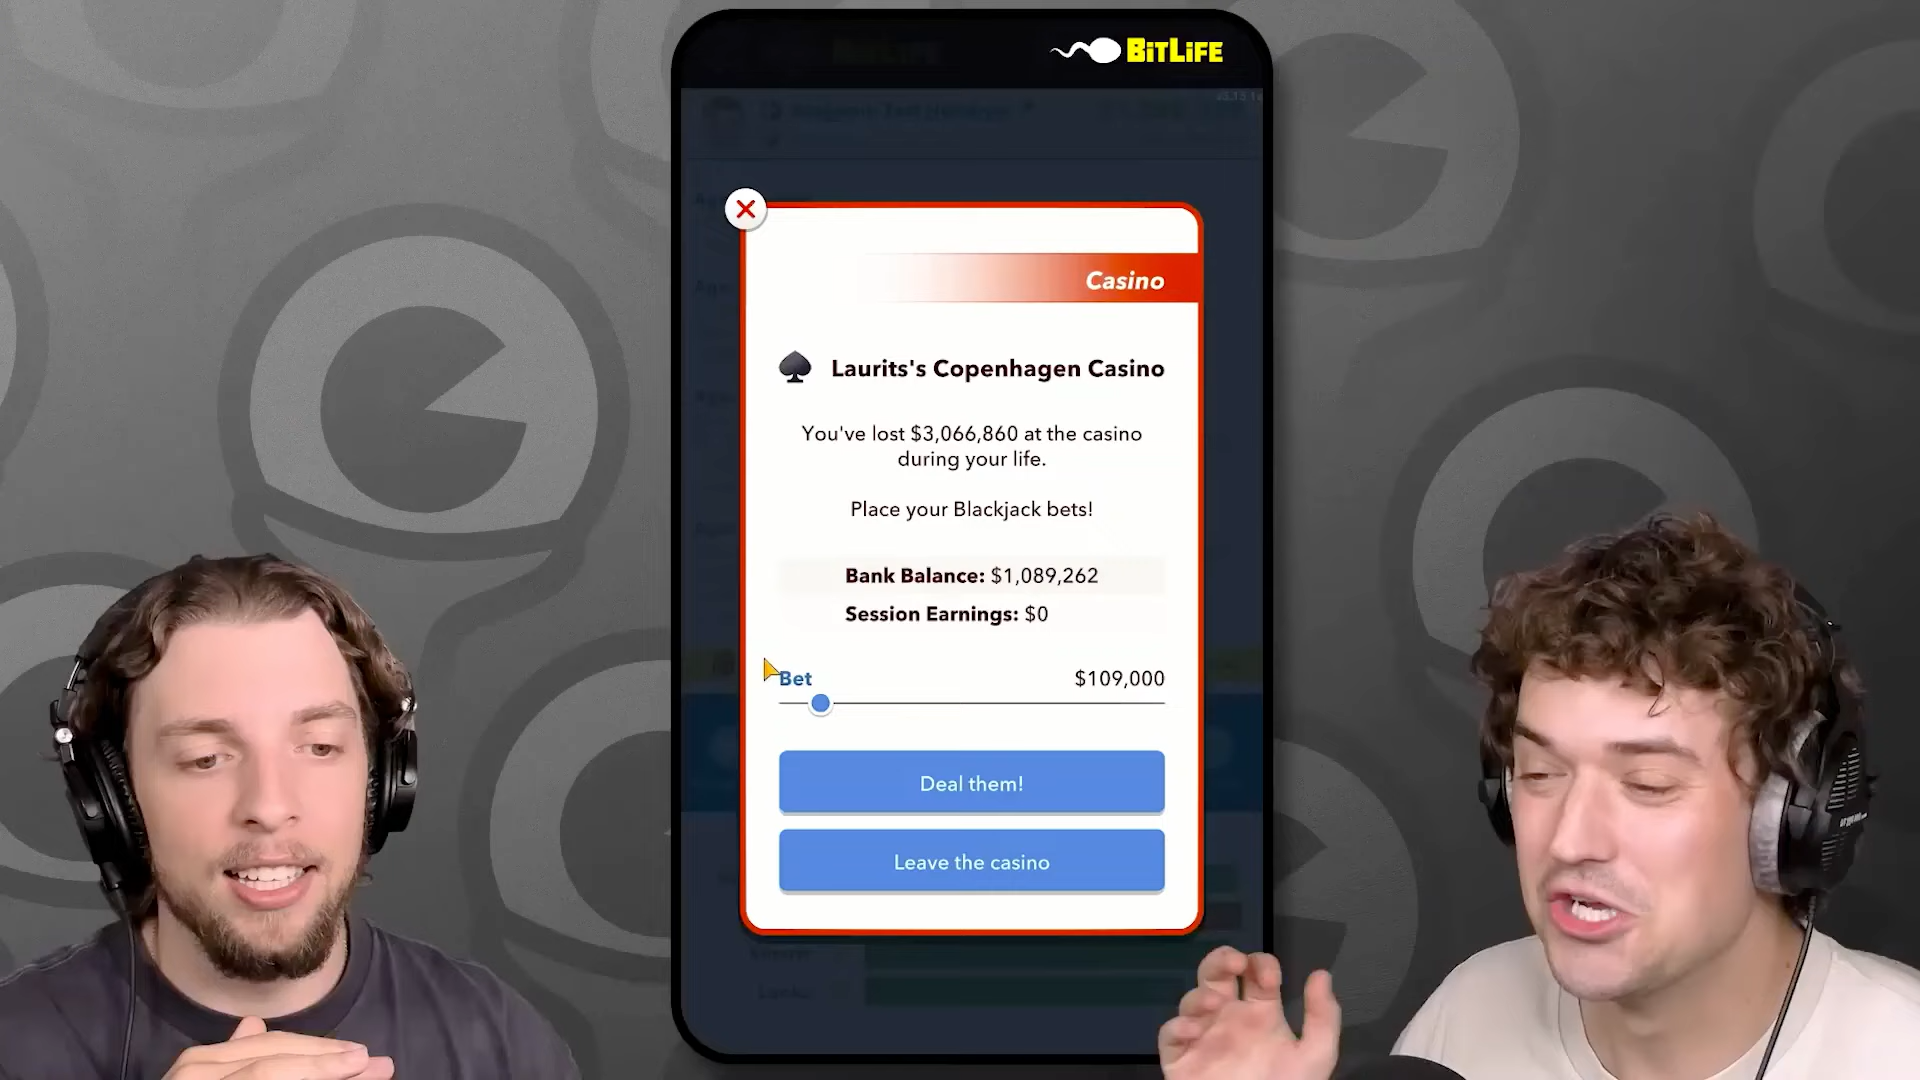 BITLIFE
Casino
Laurits's Copenhagen Casino
You've lost $3,066,860 at the casino
during your life.
Place your Blackjack bets!
Bank Balance: $1,089,262
Session Earnings: $0
Bet
$109,000
Deal them!
Leave the casino